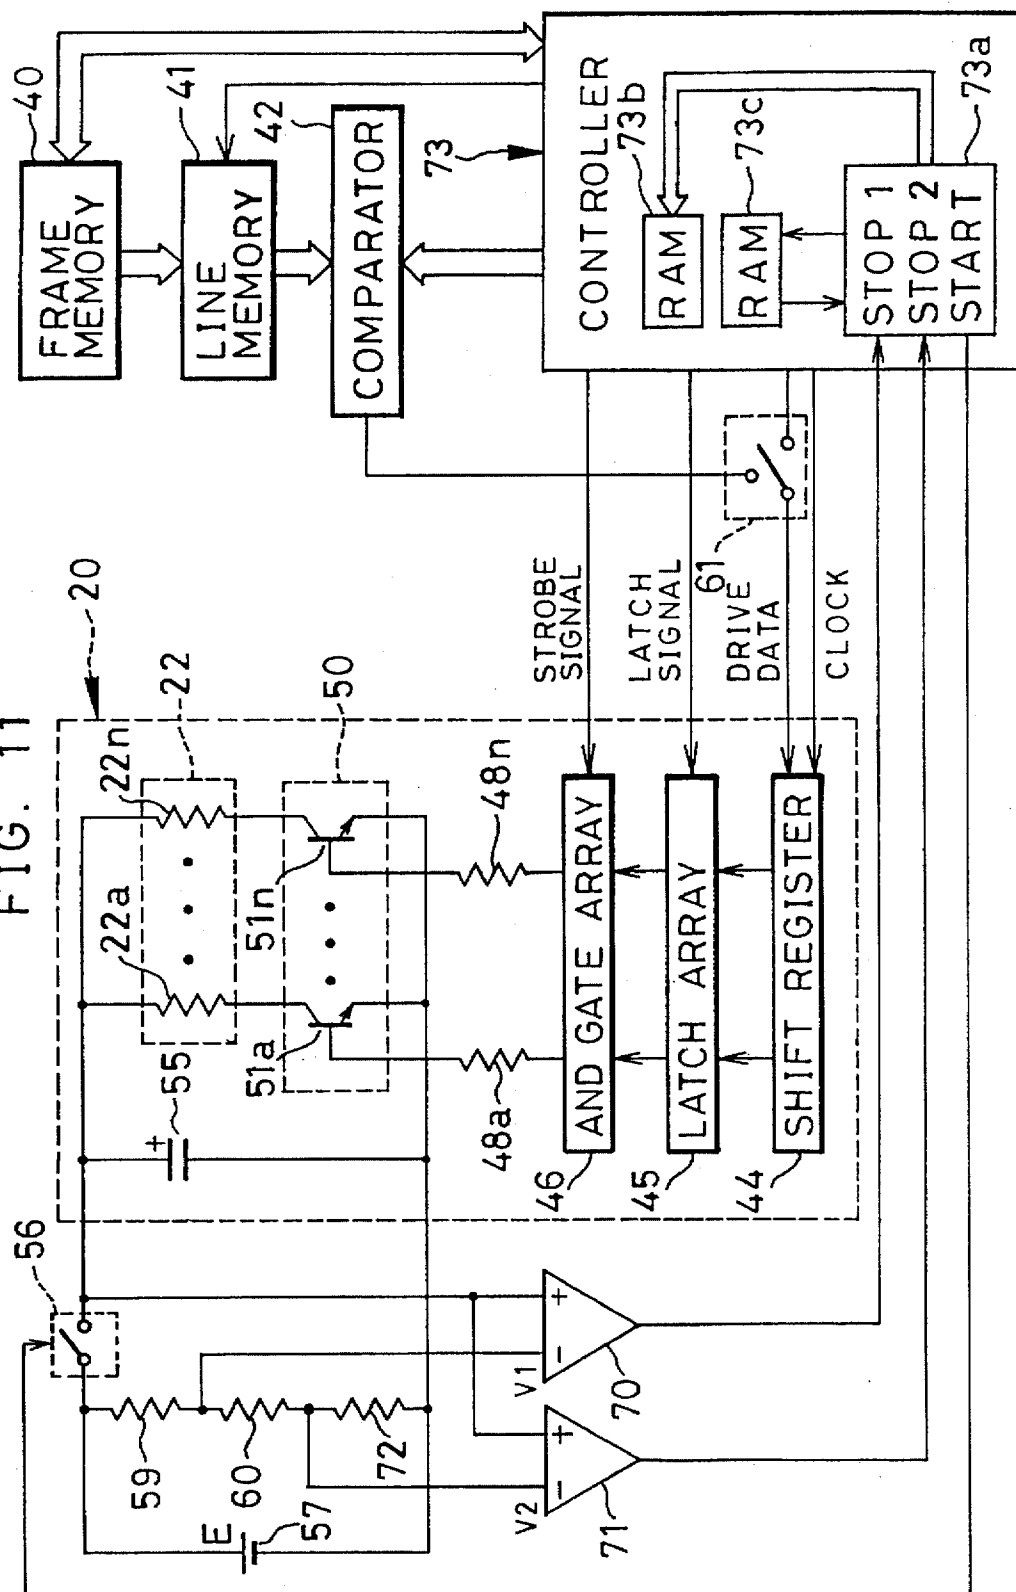 FIG. 11
40
FRAME
MEMORY
41
LINE
MEMORY
42
COMPARATOR
73
CONTROLLER
73b
RAM
73c
RAM
73a
STOP 1
STOP 2
START
20
22
22n
22a
50
51n
51a
55
+
56
48n
48a
STROBE
SIGNAL
LATCH
SIGNAL
61
DRIVE
DATA
CLOCK
AND GATE ARRAY
46
LATCH ARRAY
45
SHIFT REGISTER
44
59
60
72
E
57
V1
+
−
70
V2
+
−
71